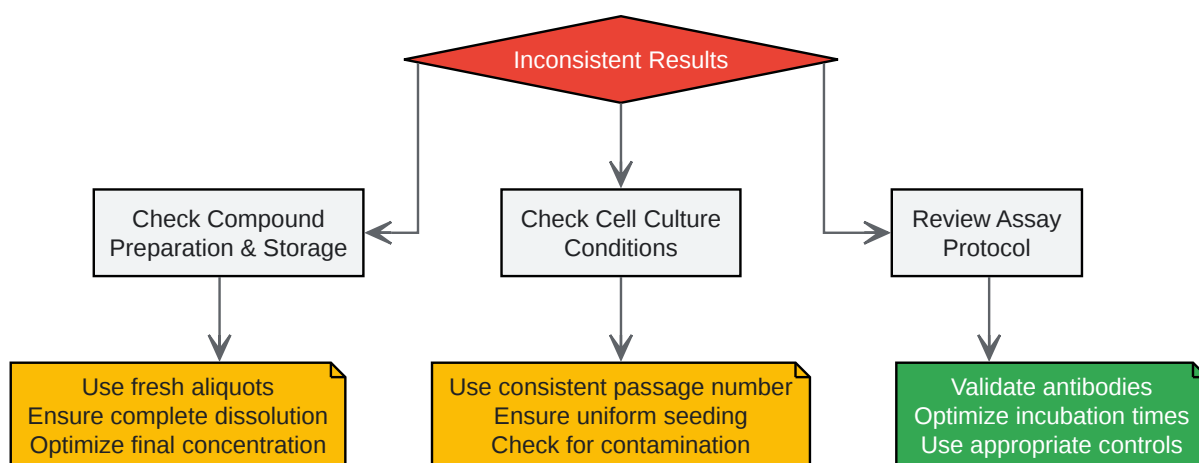 Inconsistent Results
Check Compound
Preparation & Storage
Check Cell Culture
Conditions
Review Assay
Protocol
Use fresh aliquots
Ensure complete dissolution
Optimize final concentration
Use consistent passage number
Ensure uniform seeding
Check for contamination
Validate antibodies
Optimize incubation times
Use appropriate controls